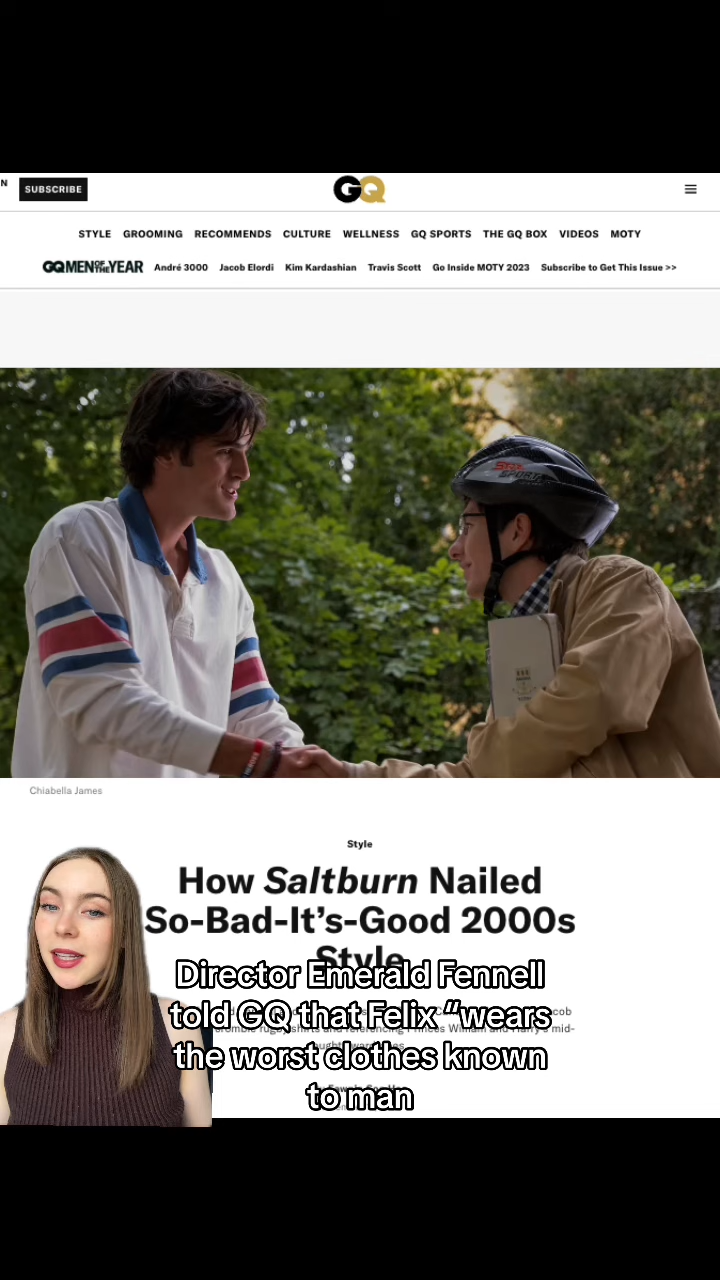 N
SUBSCRIBE
GQ
STYLE GROOMING RECOMMENDS CULTURE WELLNESS GQ SPORTS THE GQ BOX VIDEOS MOTY
GQ MEN OF THE YEAR André 3000 Jacob Elordi Kim Kardashian Travis Scott Go Inside MOTY 2023 Subscribe to Get This Issue >>
Chiabella James
Style
How Saltburn Nailed
So-Bad-It's-Good 2000s
Style
Director Emerald Fennell
told GQ that Felix “wears
the worst clothes known
to man